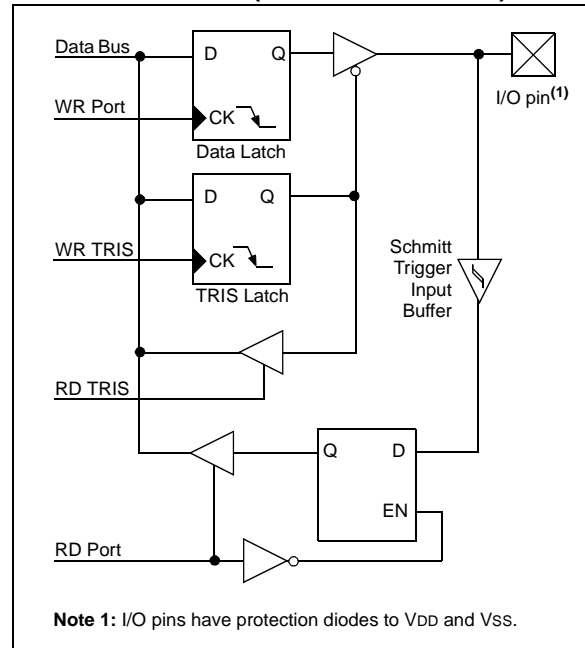 Data Bus
D Q
WR Port
CK
Data Latch
I/O pin(1)
D Q
WR TRIS
CK
TRIS Latch
Schmitt
Trigger
Input
Buffer
RD TRIS
Q D
EN
RD Port
Note 1: I/O pins have protection diodes to VDD and VSS.